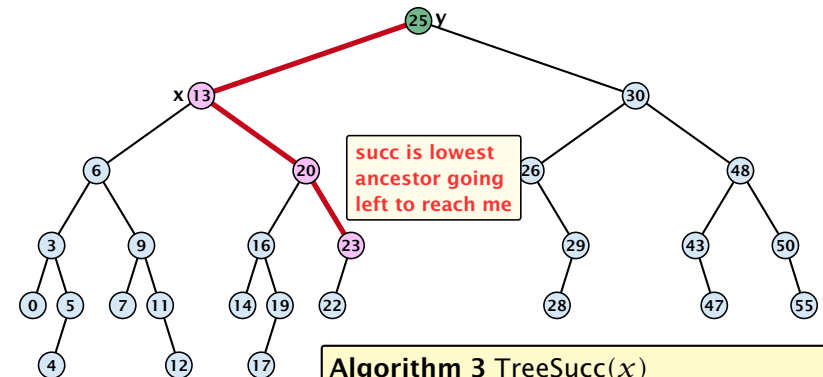 25 y
x 13 30
6 20 26 48
succ is lowest
ancestor going
left to reach me
3 9 16 23 29 43 50
0 5 7 11 14 19 22 28 47 55
4 12 17
Algorithm 3 TreeSucc(x)